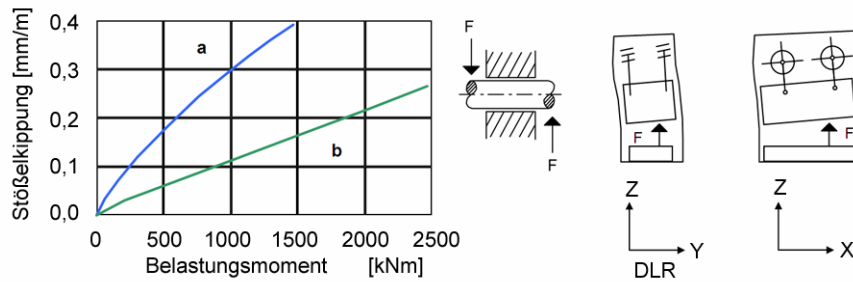 Stößelkippung [mm/m]
0,4
0,3
0,2
0,1
0,0
a
b
0 500 1000 1500 2000 2500
Belastungsmoment [kNm]
F
F
F
Z
Y
DLR
F
Z
X